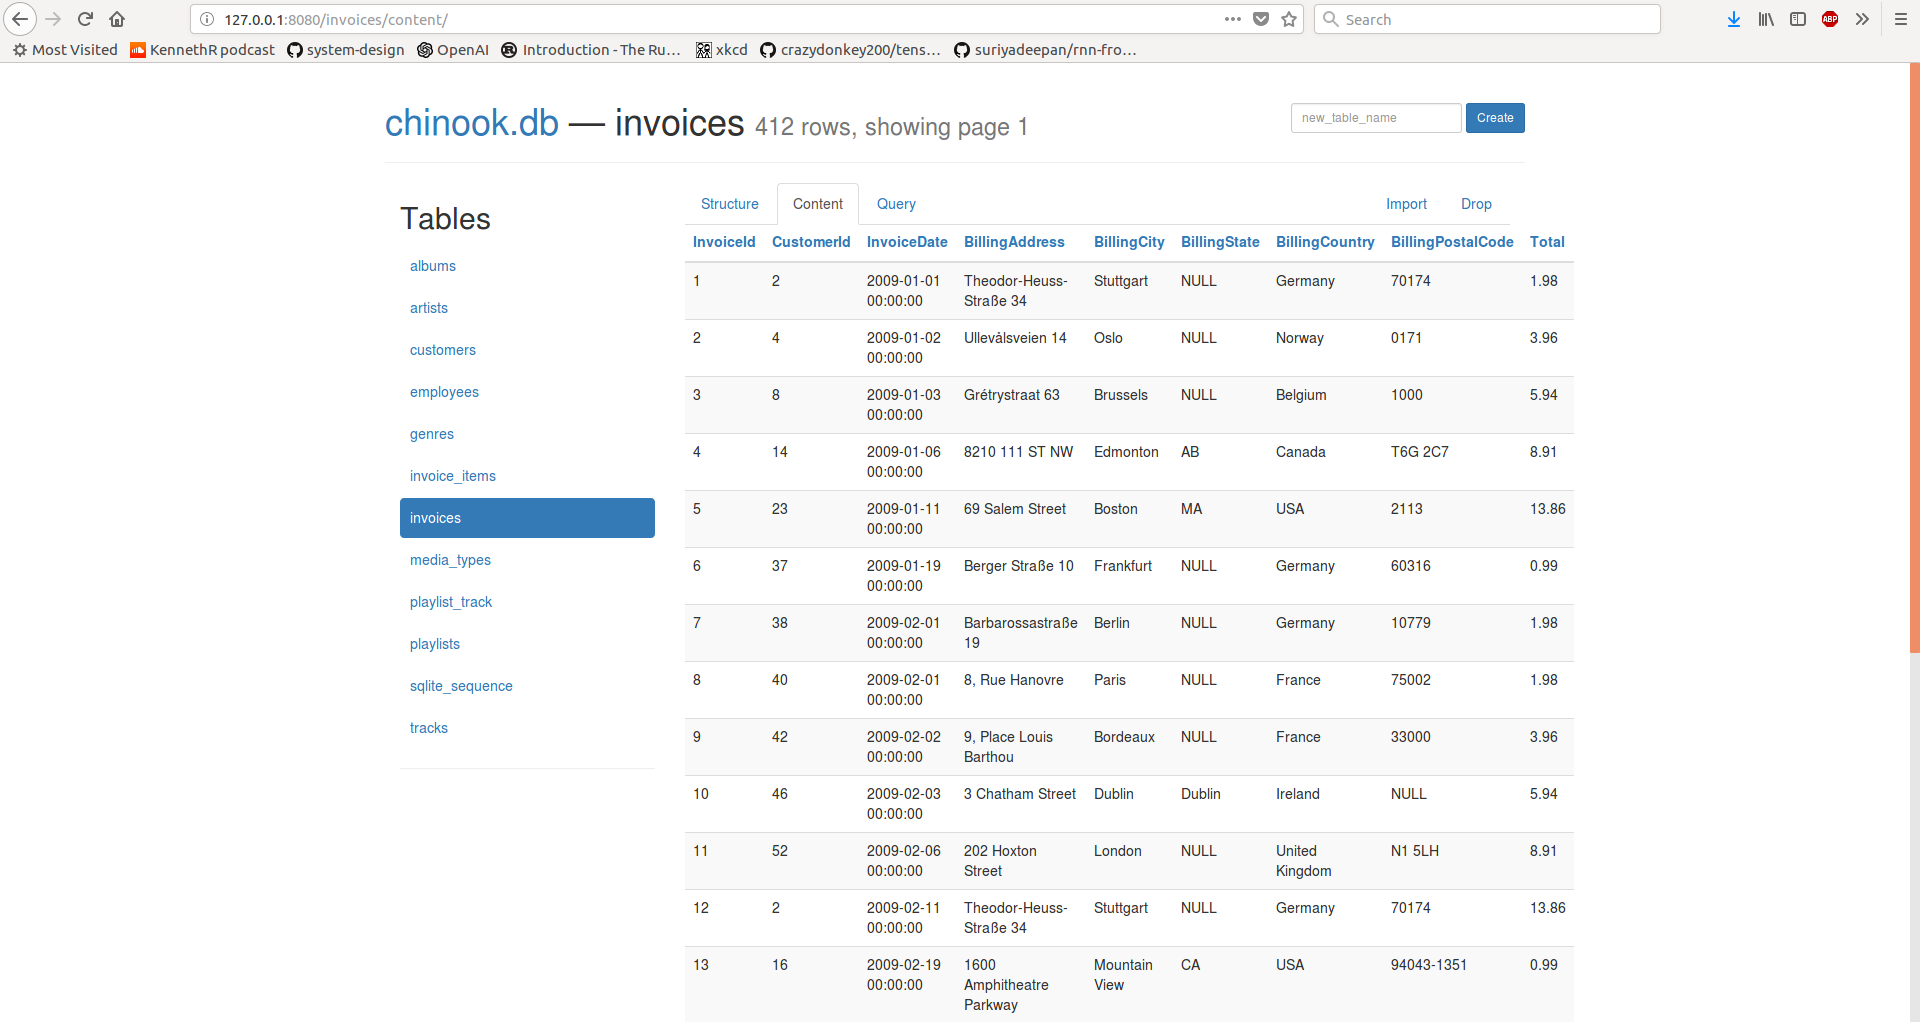 127.0.0.1:8080/invoices/content/
Search
ABP
Most Visited KennethR podcast system-design OpenAI Introduction - The Ru… xkcd crazydonkey200/tens… suriyadeepan/rnn-fro…
chinook.db — invoices 412 rows, showing page 1
new_table_name Create
Tables
albums
artists
customers
employees
genres
invoice_items
invoices
media_types
playlist_track
playlists
sqlite_sequence
tracks
Structure Content Query Import Drop
InvoiceId CustomerId InvoiceDate BillingAddress BillingCity BillingState BillingCountry BillingPostalCode Total
1 2 2009-01-01 Theodor-Heuss- Stuttgart NULL Germany 70174 1.98
00:00:00 Straße 34
2 4 2009-01-02 Ullevålsveien 14 Oslo NULL Norway 0171 3.96
00:00:00
3 8 2009-01-03 Grétrystraat 63 Brussels NULL Belgium 1000 5.94
00:00:00
4 14 2009-01-06 8210 111 ST NW Edmonton AB Canada T6G 2C7 8.91
00:00:00
5 23 2009-01-11 69 Salem Street Boston MA USA 2113 13.86
00:00:00
6 37 2009-01-19 Berger Straße 10 Frankfurt NULL Germany 60316 0.99
00:00:00
7 38 2009-02-01 Barbarossastraße Berlin NULL Germany 10779 1.98
00:00:00 19
8 40 2009-02-01 8, Rue Hanovre Paris NULL France 75002 1.98
00:00:00
9 42 2009-02-02 9, Place Louis Bordeaux NULL France 33000 3.96
00:00:00 Barthou
10 46 2009-02-03 3 Chatham Street Dublin Dublin Ireland NULL 5.94
00:00:00
11 52 2009-02-06 202 Hoxton London NULL United N1 5LH 8.91
00:00:00 Street Kingdom
12 2 2009-02-11 Theodor-Heuss- Stuttgart NULL Germany 70174 13.86
00:00:00 Straße 34
13 16 2009-02-19 1600 Mountain CA USA 94043-1351 0.99
00:00:00 Amphitheatre View
Parkway